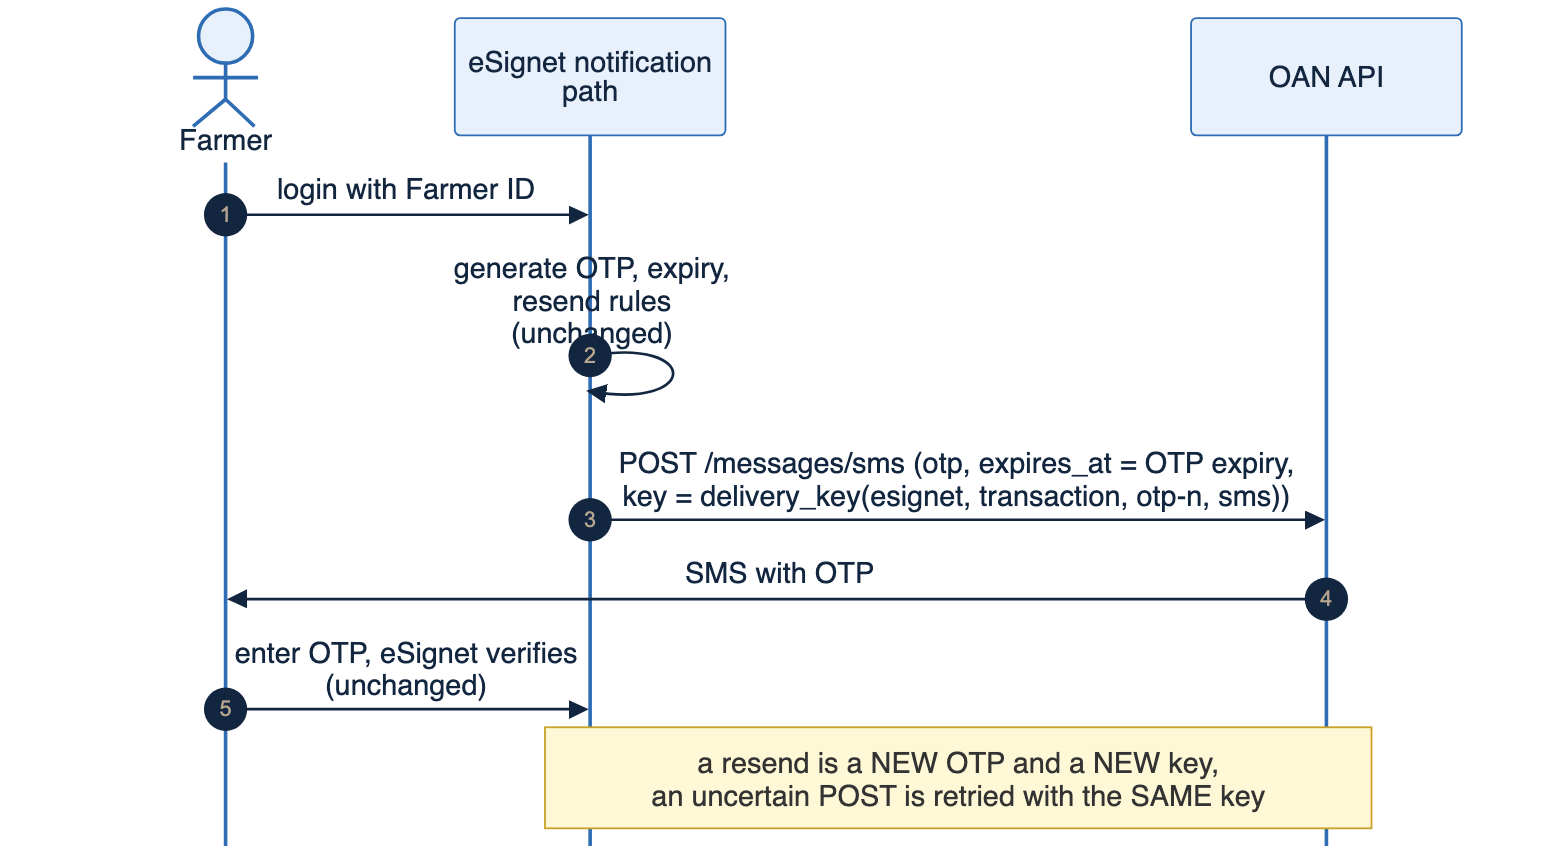 Farmer
eSignet notification
path
OAN API
login with Farmer ID
1
generate OTP, expiry,
resend rules
(unchanged)
2
POST /messages/sms (otp, expires_at = OTP expiry,
key = delivery_key(esignet, transaction, otp-n, sms))
3
SMS with OTP
4
enter OTP, eSignet verifies
(unchanged)
5
a resend is a NEW OTP and a NEW key,
an uncertain POST is retried with the SAME key